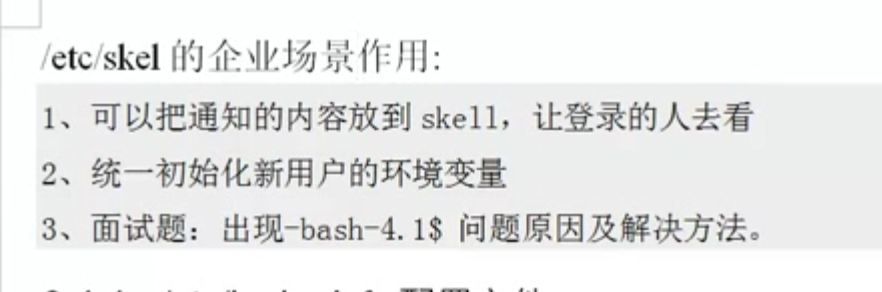 /etc/skel 的企业场景作用:
1、可以把通知的内容放到 skell，让登录的人去看
2、统一初始化新用户的环境变量
3、面试题：出现-bash-4.1$ 问题原因及解决方法。